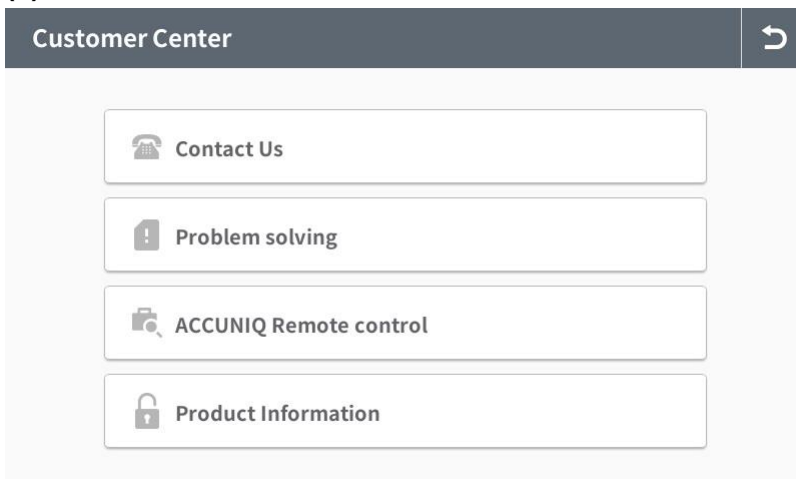 Customer Center
Contact Us
Problem solving
ACCUNIQ Remote control
Product Information